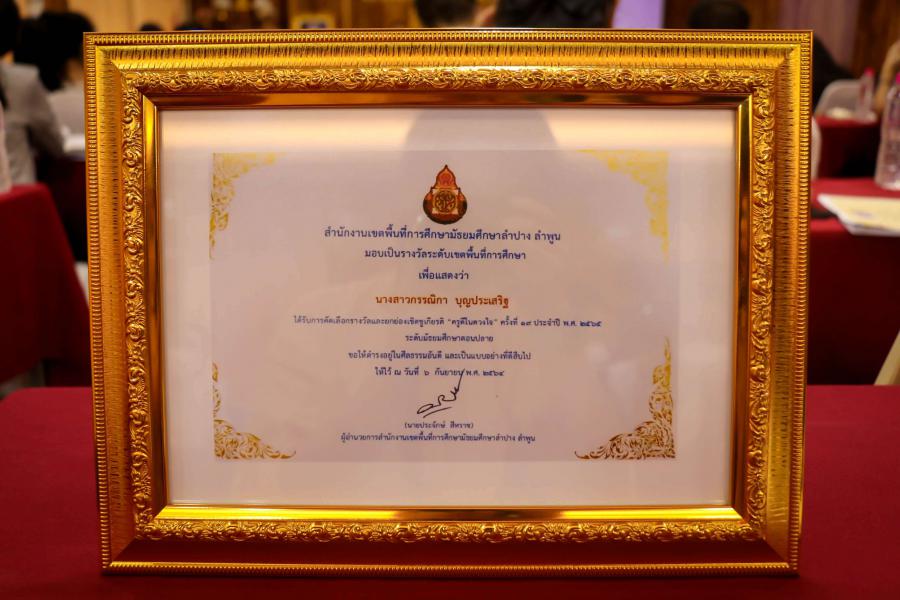 สำนักงานเขตพื้นที่การศึกษามัธยมศึกษาลำปาง ลำพูน
มอบเป็นรางวัลระดับเขตพื้นที่การศึกษา
เพื่อแสดงว่า
นางสาวกรรณิกา บุญประเสริฐ
ได้รับการคัดเลือกรางวัลและยกย่องเชิดชูเกียรติ "ครูดีในดวงใจ" ครั้งที่ ๑๙ ประจำปี พ.ศ. ๒๕๖๕
ระดับมัธยมศึกษาตอนปลาย
ขอให้ดำรงอยู่ในศีลธรรมอันดี และเป็นแบบอย่างที่ดีสืบไป
ให้ไว้ ณ วันที่ ๖ กันยายน พ.ศ. ๒๕๖๔
(นายประจักษ์ สีหราช)
ผู้อำนวยการสำนักงานเขตพื้นที่การศึกษามัธยมศึกษาลำปาง ลำพูน